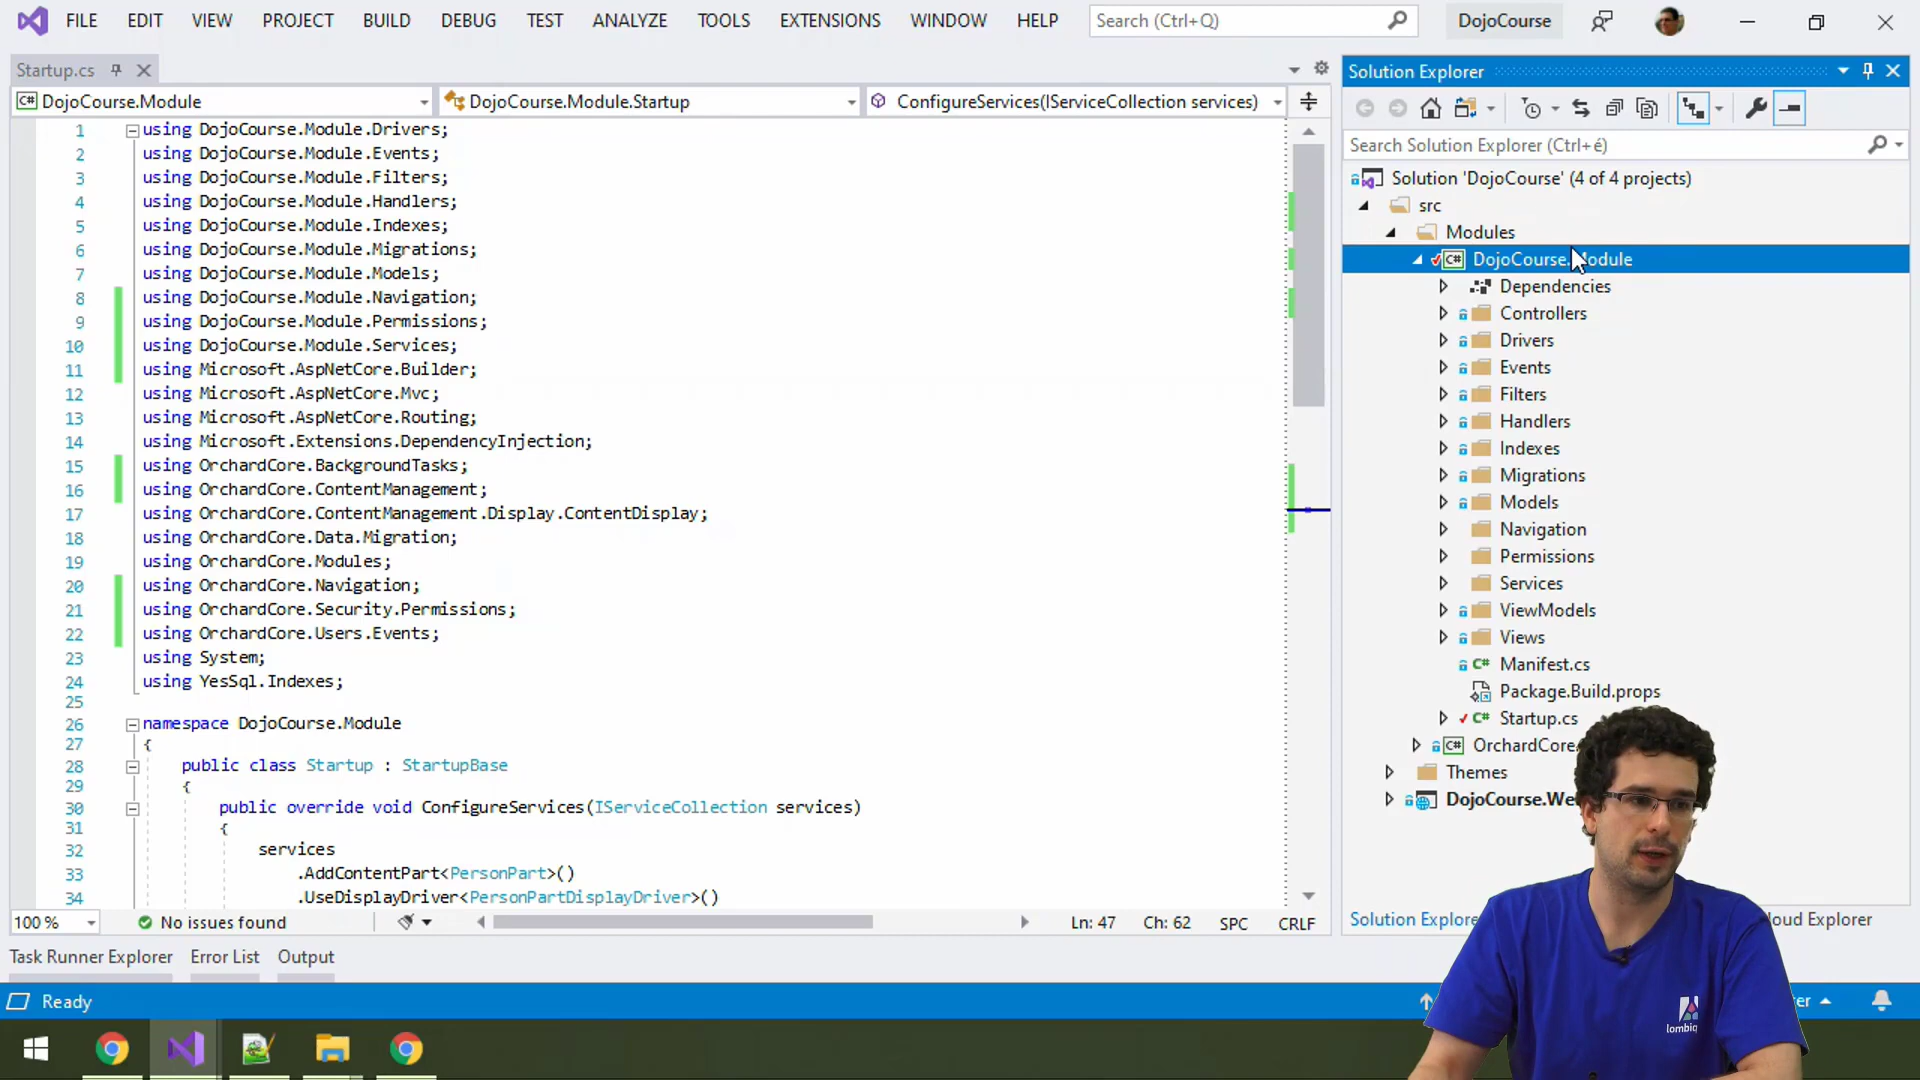 FILE EDIT VIEW PROJECT BUILD DEBUG TEST ANALYZE TOOLS EXTENSIONS WINDOW HELP Search (Ctrl+Q) DojoCourse
Startup.cs
C# DojoCourse.Module DojoCourse.Module.Startup ConfigureServices(IServiceCollection services)
1 using DojoCourse.Module.Drivers;
2 using DojoCourse.Module.Events;
3 using DojoCourse.Module.Filters;
4 using DojoCourse.Module.Handlers;
5 using DojoCourse.Module.Indexes;
6 using DojoCourse.Module.Migrations;
7 using DojoCourse.Module.Models;
8 using DojoCourse.Module.Navigation;
9 using DojoCourse.Module.Permissions;
10 using DojoCourse.Module.Services;
11 using Microsoft.AspNetCore.Builder;
12 using Microsoft.AspNetCore.Mvc;
13 using Microsoft.AspNetCore.Routing;
14 using Microsoft.Extensions.DependencyInjection;
15 using OrchardCore.BackgroundTasks;
16 using OrchardCore.ContentManagement;
17 using OrchardCore.ContentManagement.Display.ContentDisplay;
18 using OrchardCore.Data.Migration;
19 using OrchardCore.Modules;
20 using OrchardCore.Navigation;
21 using OrchardCore.Security.Permissions;
22 using OrchardCore.Users.Events;
23 using System;
24 using YesSql.Indexes;
25
26 namespace DojoCourse.Module
27 {
28 public class Startup : StartupBase
29 {
30 public override void ConfigureServices(IServiceCollection services)
31 {
32 services
33 .AddContentPart<PersonPart>()
34 .UseDisplayDriver<PersonPartDisplayDriver>()
100 % No issues found Ln: 47 Ch: 62 SPC CRLF
Task Runner Explorer Error List Output
Ready
Solution Explorer
Search Solution Explorer (Ctrl+é)
Solution 'DojoCourse' (4 of 4 projects)
src
Modules
C# DojoCourse.Module
Dependencies
Controllers
Drivers
Events
Filters
Handlers
Indexes
Migrations
Models
Navigation
Permissions
Services
ViewModels
Views
C# Manifest.cs
Package.Build.props
C# Startup.cs
C# OrchardCore.
Themes
DojoCourse.We
Solution Explore
loud Explorer
lombiq